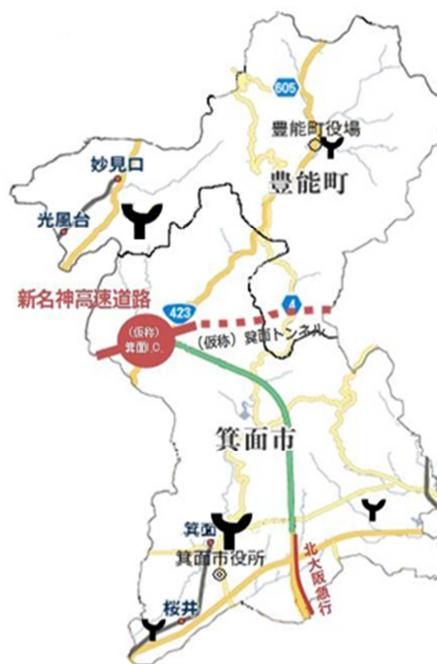 605
豊能町役場
妙見口
豊能町
光風台
新名神高速道路
423
4
(仮称)
箕面I.C.
(仮称) 箕面トンネル
箕面市
箕面
箕面市役所
北大阪急行
桜井